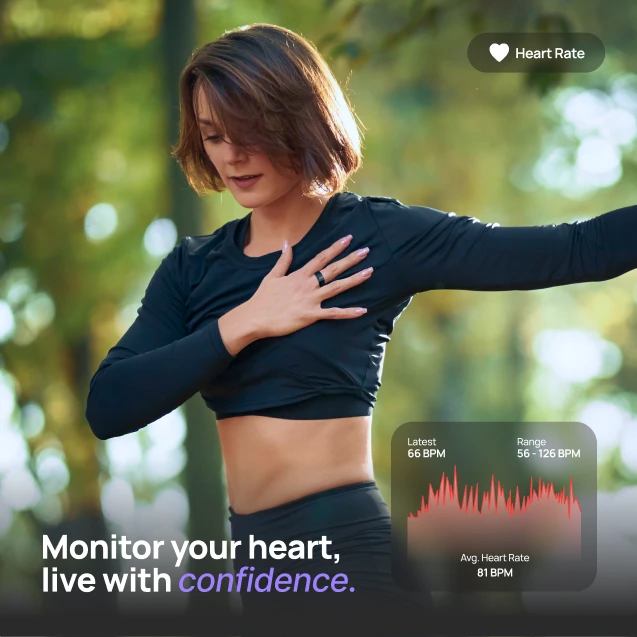 Heart Rate
Latest
66 BPM
Range
56 - 126 BPM
Avg. Heart Rate
81 BPM
Monitor your heart,
live with confidence.